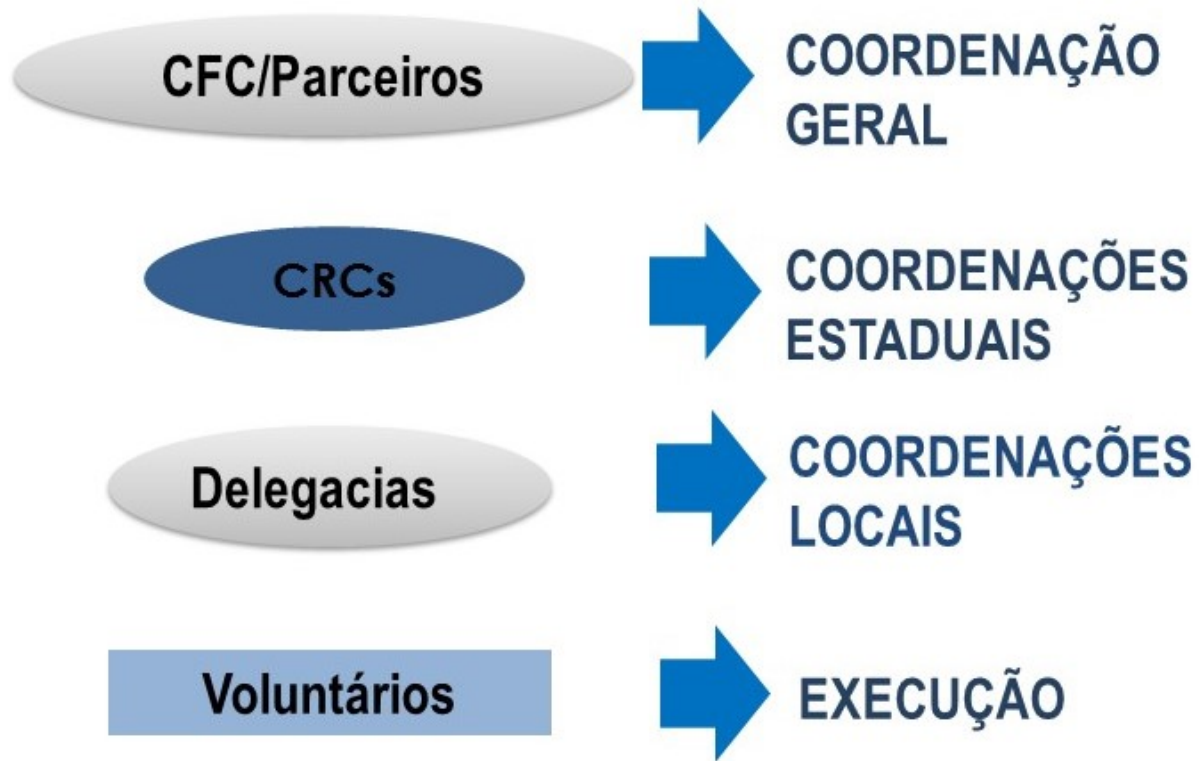 CFC/Parceiros
COORDENAÇÃO
GERAL
CRCs
COORDENAÇÕES
ESTADUAIS
Delegacias
COORDENAÇÕES
LOCAIS
Voluntários
EXECUÇÃO